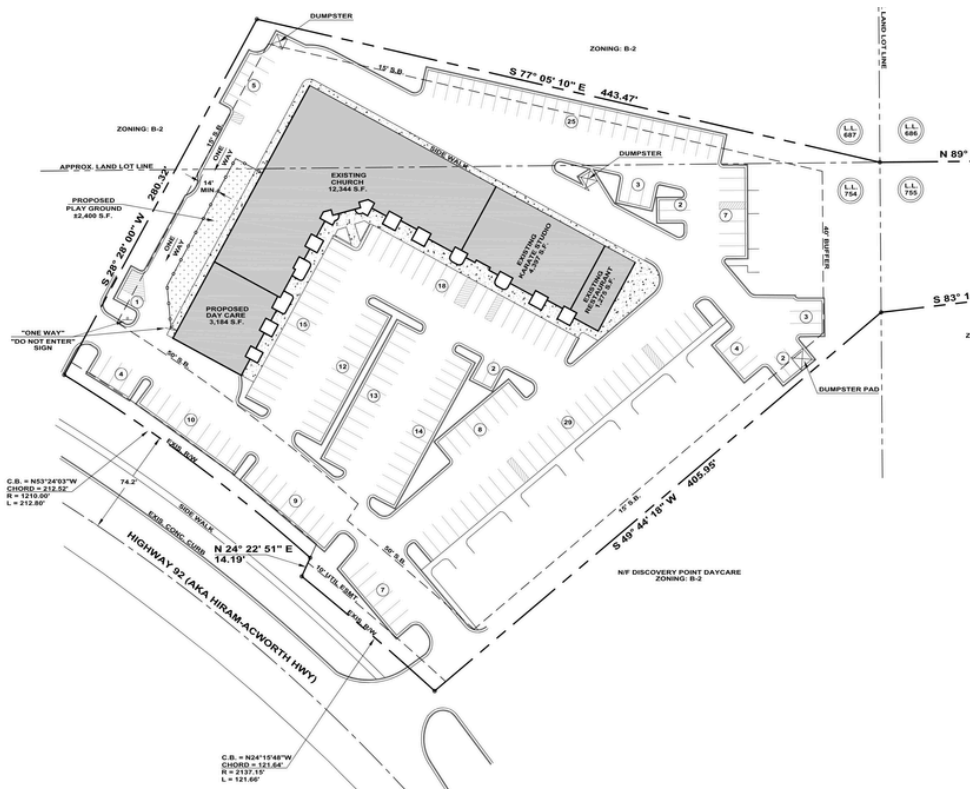 DUMPSTER
ZONING: B-2
LAND LOT LINE
S 77° 05' 10" E
443.47'
15' S.B.
5
25
L.L.
687
L.L.
686
ZONING: B-2
15' S.B.
ONE
WAY
SIDE WALK
DUMPSTER
N 89°
APPROX. LAND LOT LINE
280.32'
14'
MIN.
EXISTING
CHURCH
12,344 S.F.
3
2
7
L.L.
754
L.L.
755
PROPOSED
PLAY GROUND
±2,400 S.F.
S 28° 28' 00" W
ONE
WAY
EXISTING
KARATE STUDIO
4,397 S.F.
EXISTING
RESTAURANT
1,275 S.F.
40' BUFFER
18
1
PROPOSED
DAY CARE
3,184 S.F.
15
S 83° 1
3
Z
"ONE WAY"
"DO NOT ENTER"
SIGN
50' S.B.
4
2
DUMPSTER PAD
4
12
2
13
10
14
8
29
EXIS. R/W
C.B. = N53°24'03"W
CHORD = 212.52'
R = 1210.00'
L = 212.80'
74.2'
9
405.95'
15' S.B.
S 49° 44' 18" W
SIDE WALK
EXIS. CONC. CURB
N 24° 22' 51" E
14.19'
50' S.B.
10' UTIL ESMT
7
EXIS. R/W
N/F DISCOVERY POINT DAYCARE
ZONING: B-2
HIGHWAY 92 (AKA HIRAM-ACWORTH HWY)
C.B. = N24°15'48"W
CHORD = 121.64'
R = 2137.15'
L = 121.66'